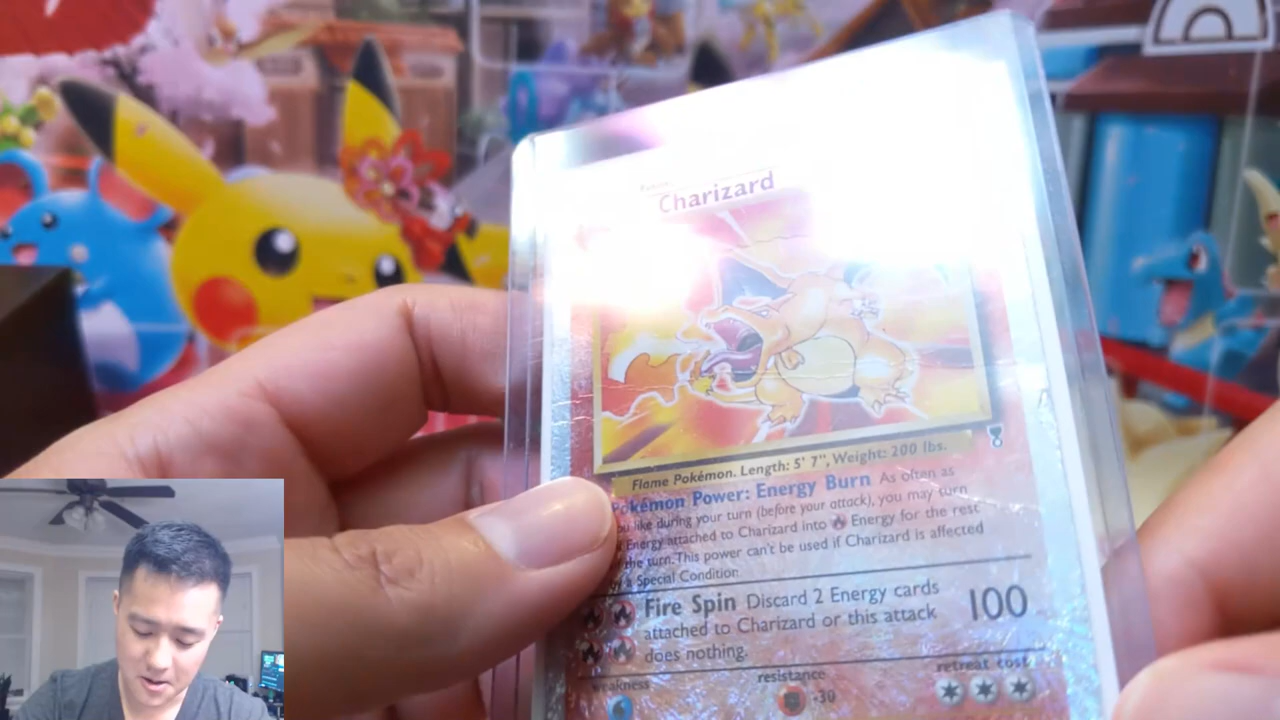 Charizard
Flame Pokémon. Length: 5' 7", Weight: 200 lbs.
Pokémon Power: Energy Burn As often as
you like during your turn (before your attack), you may turn
Energy attached to Charizard into Energy for the rest
the turn. This power can't be used if Charizard is affected
a Special Condition.
Fire Spin Discard 2 Energy cards
attached to Charizard or this attack
does nothing.
100
weakness
resistance
-30
retreat cost